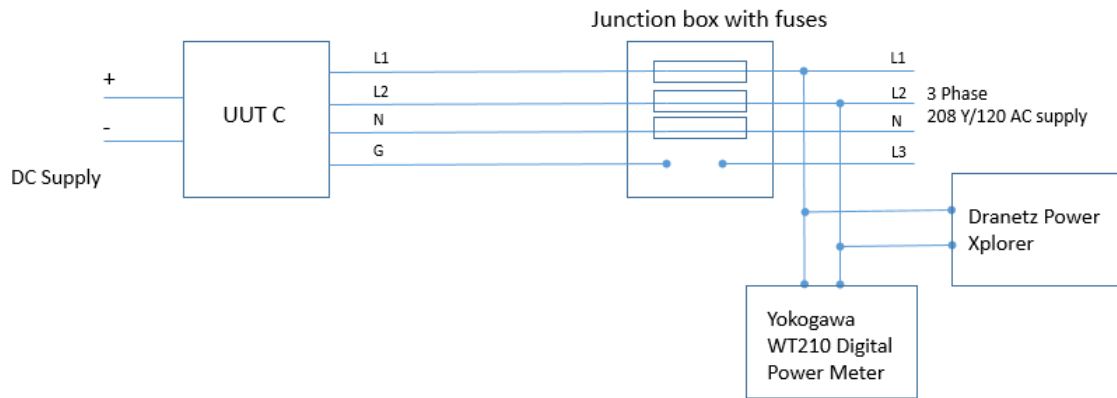 Junction box with fuses
+
-
DC Supply
UUT C
L1
L2
N
G
L1
L2
N
L3
3 Phase
208 Y/120 AC supply
Dranetz Power
Xplorer
Yokogawa
WT210 Digital
Power Meter